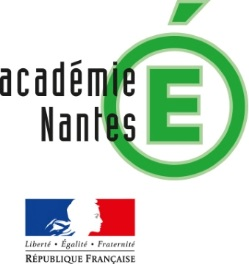 académie
Nantes
É
Liberté • Égalité • Fraternité
RÉPUBLIQUE FRANÇAISE